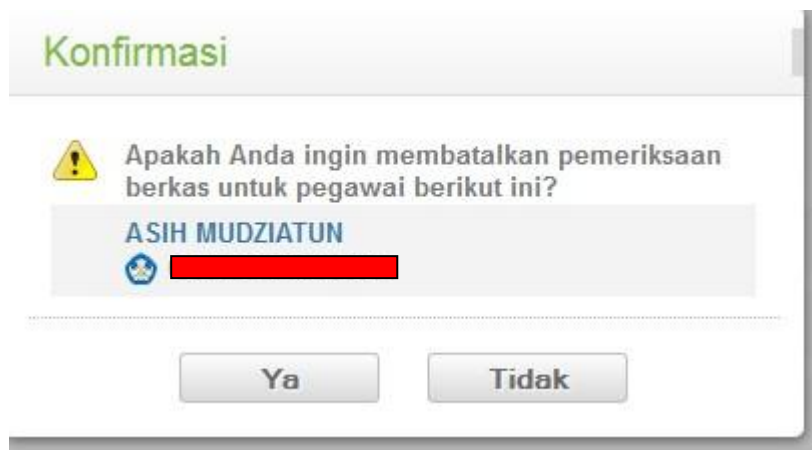 Konfirmasi
Apakah Anda ingin membatalkan pemeriksaan
berkas untuk pegawai berikut ini?
ASIH MUDZIATUN
Ya
Tidak